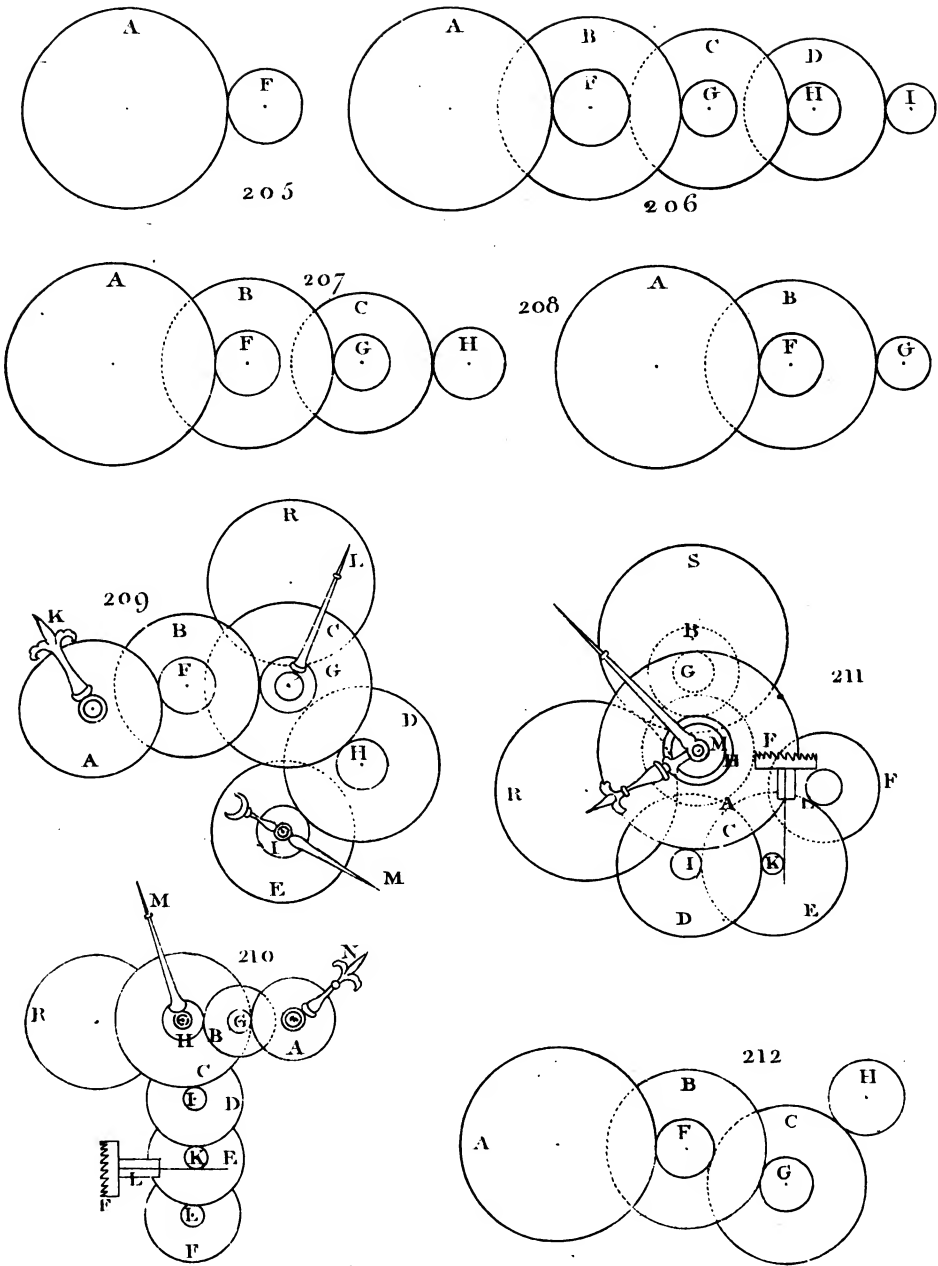 A F
205
A B F C G D H I
206
207
A B F C G H
208
A B F G
209
R
L
K
B C
F G
A
D
H
I
E M
211
S
B
G
M
H F
R A F
C
I K
D E
210
M N
R H B G A
C
I D
K E
L
F
L
F
212
A B F C G H